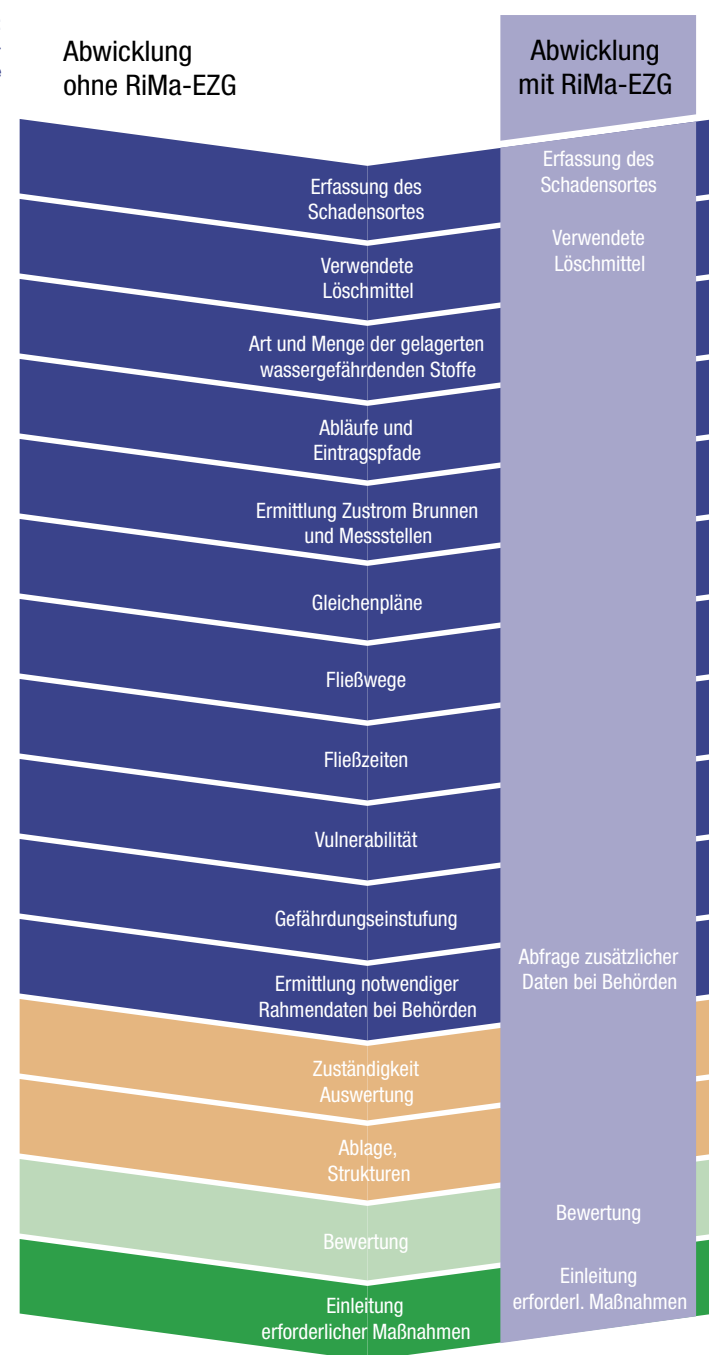 Abwicklung
ohne RiMa-EZG
Abwicklung
mit RiMa-EZG
Erfassung des
Schadensortes
Verwendete
Löschmittel
Art und Menge der gelagerten
wassergefährdenden Stoffe
Abläufe und
Eintragspfade
Ermittlung Zustrom Brunnen
und Messstellen
Gleichenpläne
Fließwege
Fließzeiten
Vulnerabilität
Gefährdungseinstufung
Ermittlung notwendiger
Rahmendaten bei Behörden
Zuständigkeit
Auswertung
Ablage,
Strukturen
Bewertung
Einleitung
erforderlicher Maßnahmen
Erfassung des
Schadensortes
Verwendete
Löschmittel
Abfrage zusätzlicher
Daten bei Behörden
Bewertung
Einleitung
erforderl. Maßnahmen